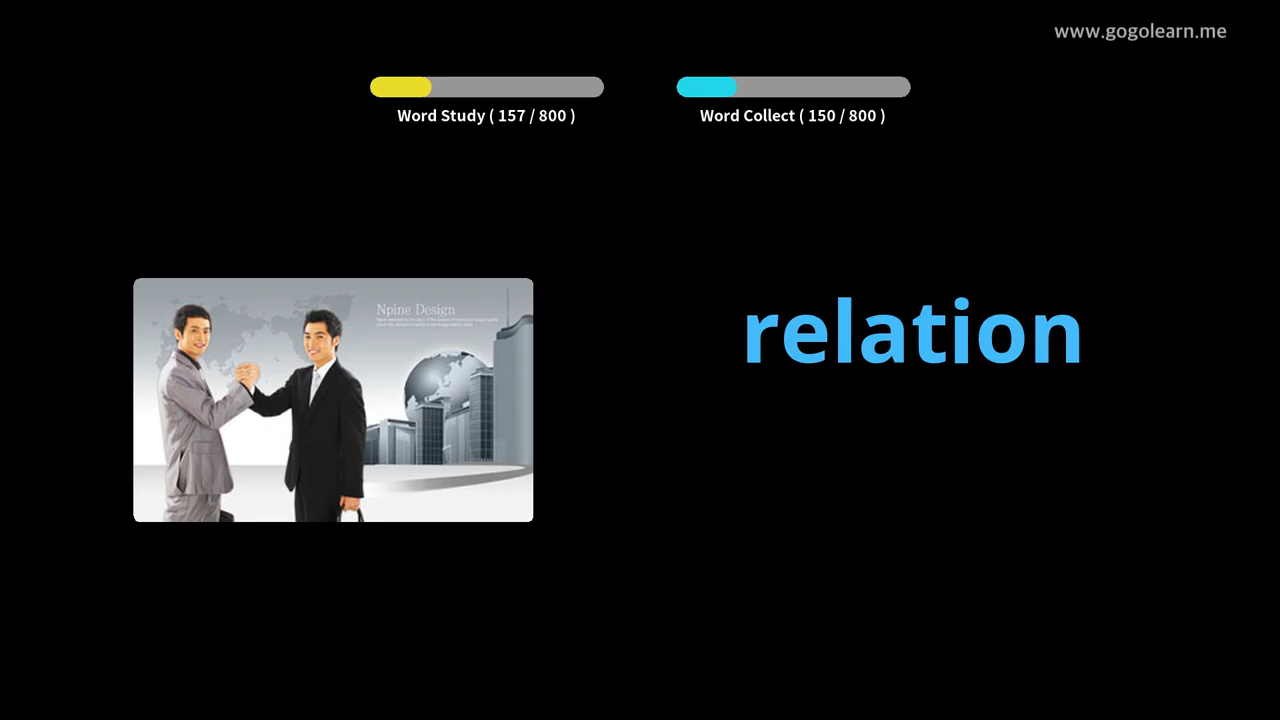 www.gogolearn.me
Word Study ( 157 / 800 )
Word Collect ( 150 / 800 )
Npine Design
relation